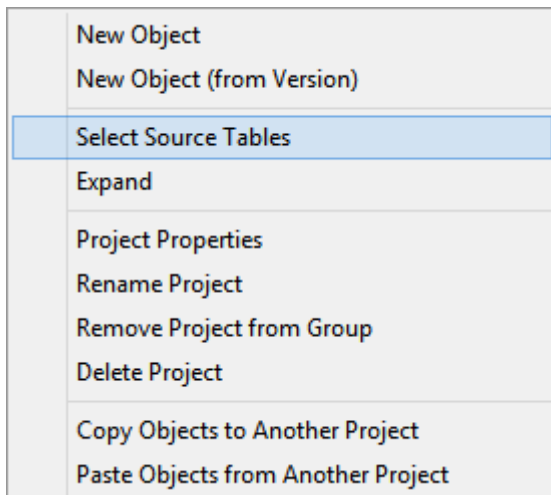 New Object
New Object (from Version)
Select Source Tables
Expand
Project Properties
Rename Project
Remove Project from Group
Delete Project
Copy Objects to Another Project
Paste Objects from Another Project